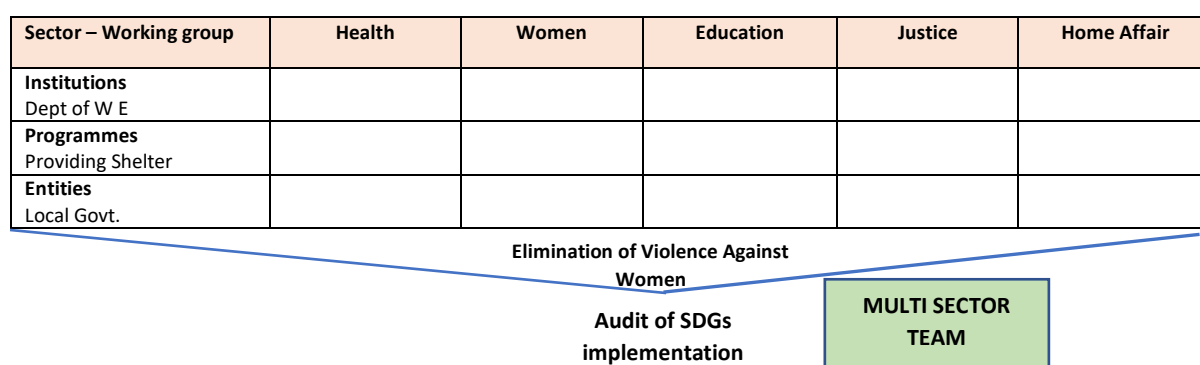 Sector – Working group Health Women Education Justice Home Affair
Institutions
Dept of W E
Programmes
Providing Shelter
Entities
Local Govt.
Elimination of Violence Against
Women
Audit of SDGs
implementation
MULTI SECTOR
TEAM